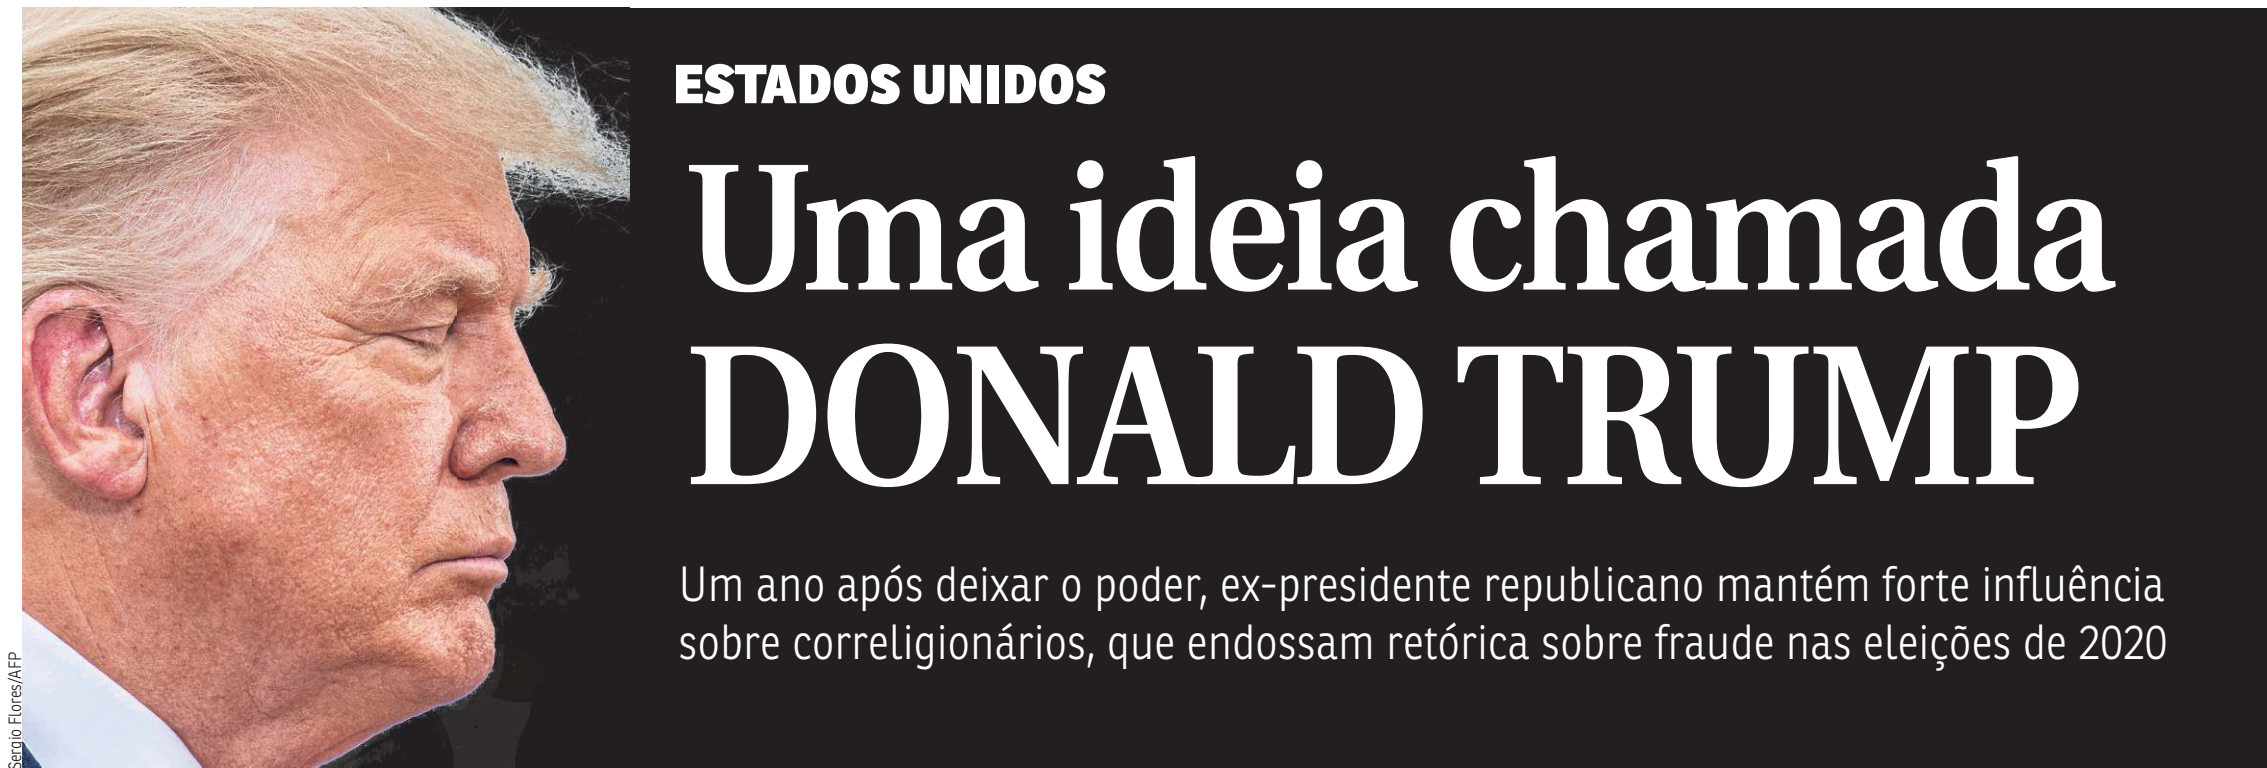 ESTADOS UNIDOS
Uma ideia chamada
DONALD TRUMP
Um ano após deixar o poder, ex-presidente republicano mantém forte influência
sobre correligionários, que endossam retórica sobre fraude nas eleições de 2020
Sergio Flores/AFP